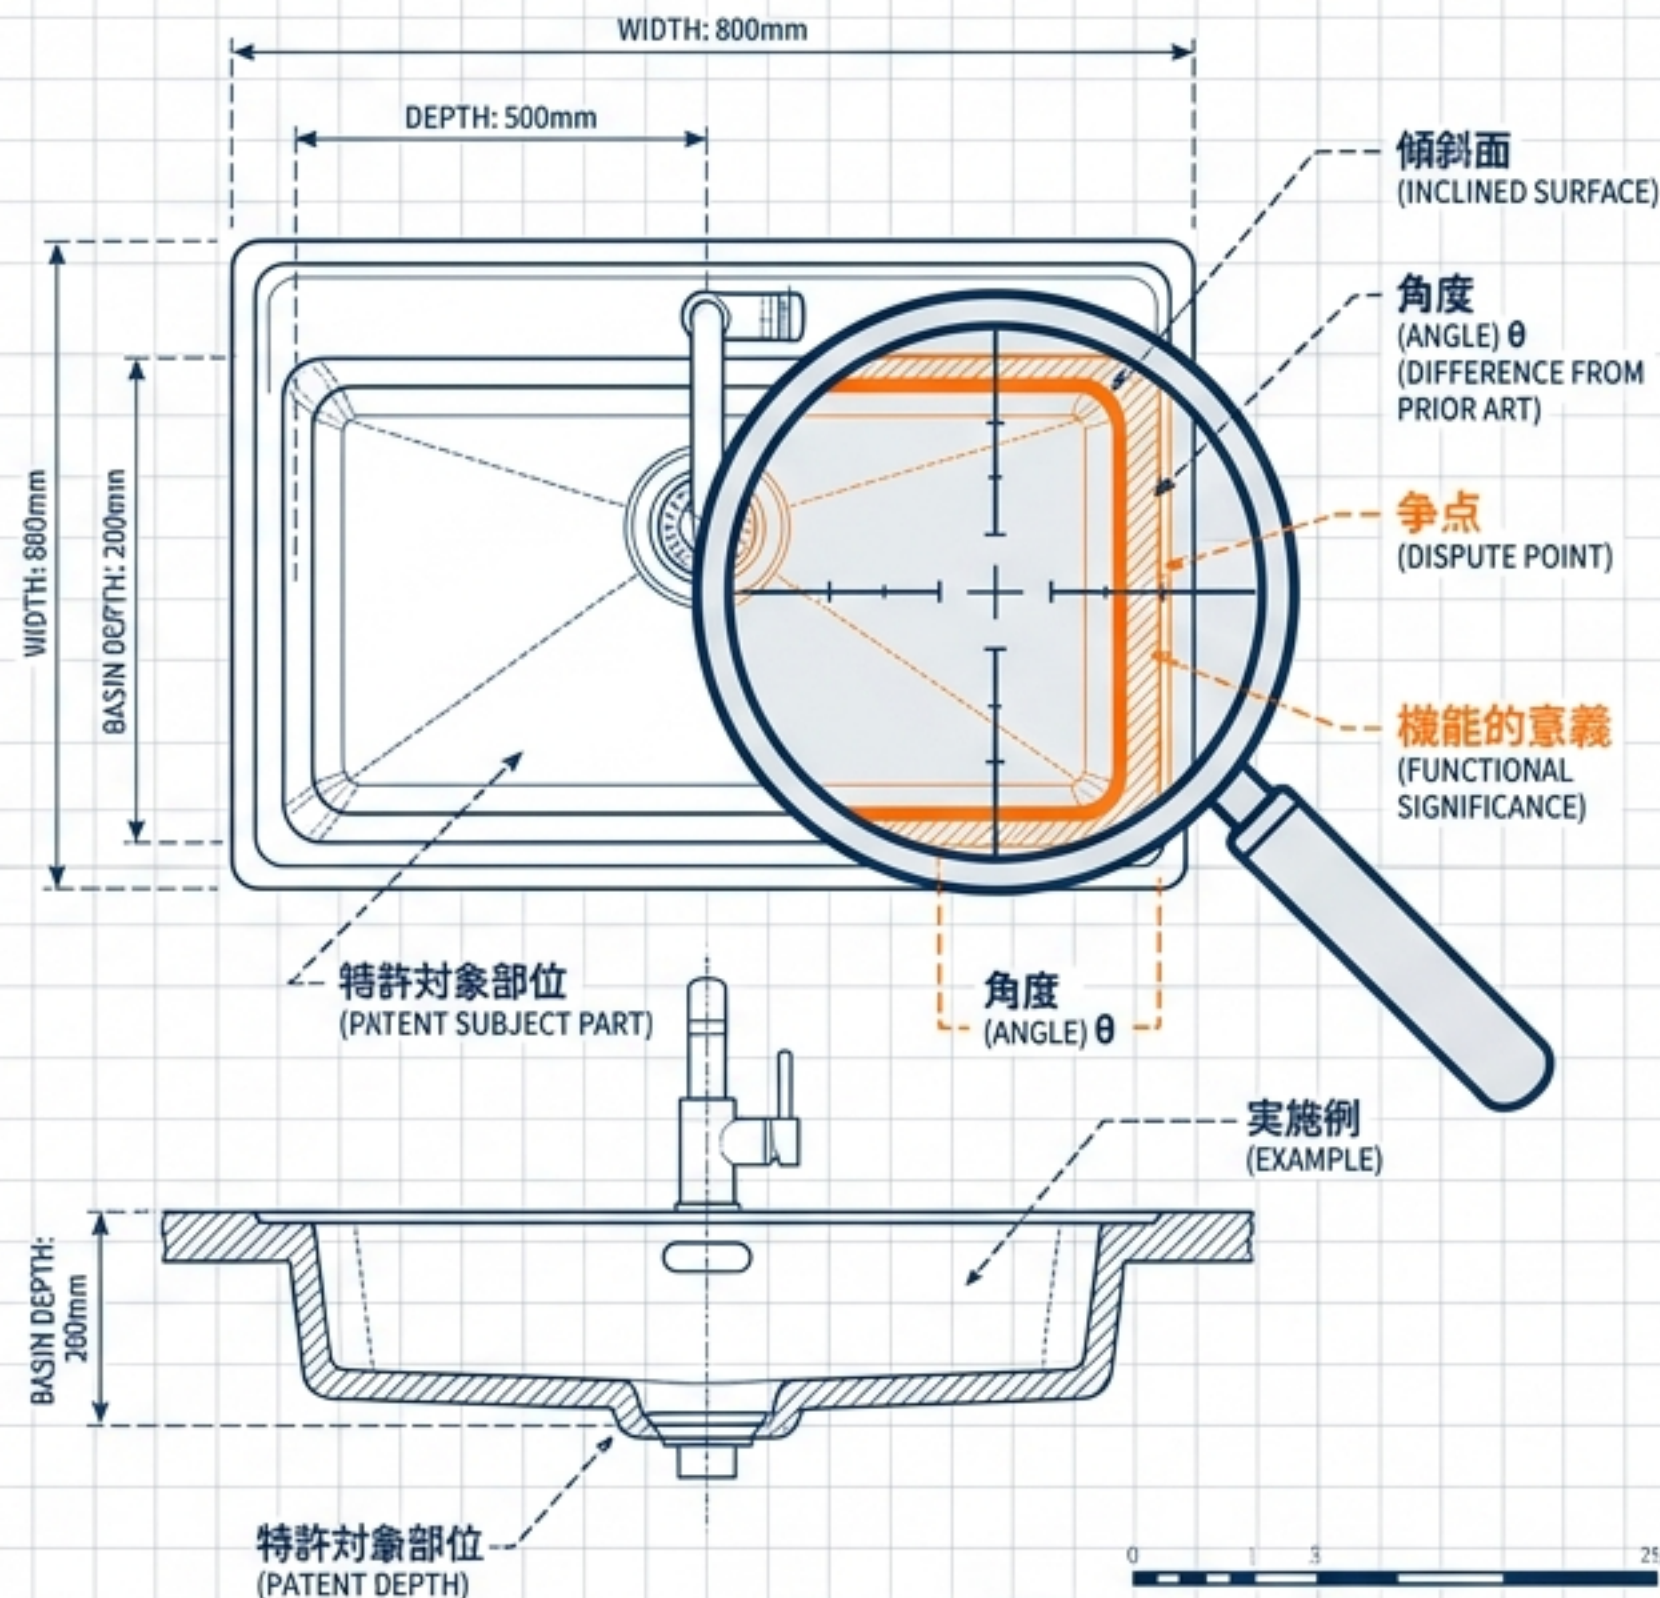 WIDTH: 800mm
DEPTH: 500mm
傾斜面
(INCLINED SURFACE)
角度
(ANGLE) θ
(DIFFERENCE FROM
PRIOR ART)
争点
(DISPUTE POINT)
機能的意義
(FUNCTIONAL
SIGNIFICANCE)
WIDTH: 800mm
BASIN DEPTH: 200mm
特許対象部位
(PATENT SUBJECT PART)
角度
(ANGLE) θ
実施例
(EXAMPLE)
BASIN DEPTH:
200mm
特許対象部位
(PATENT DEPTH)
0
25